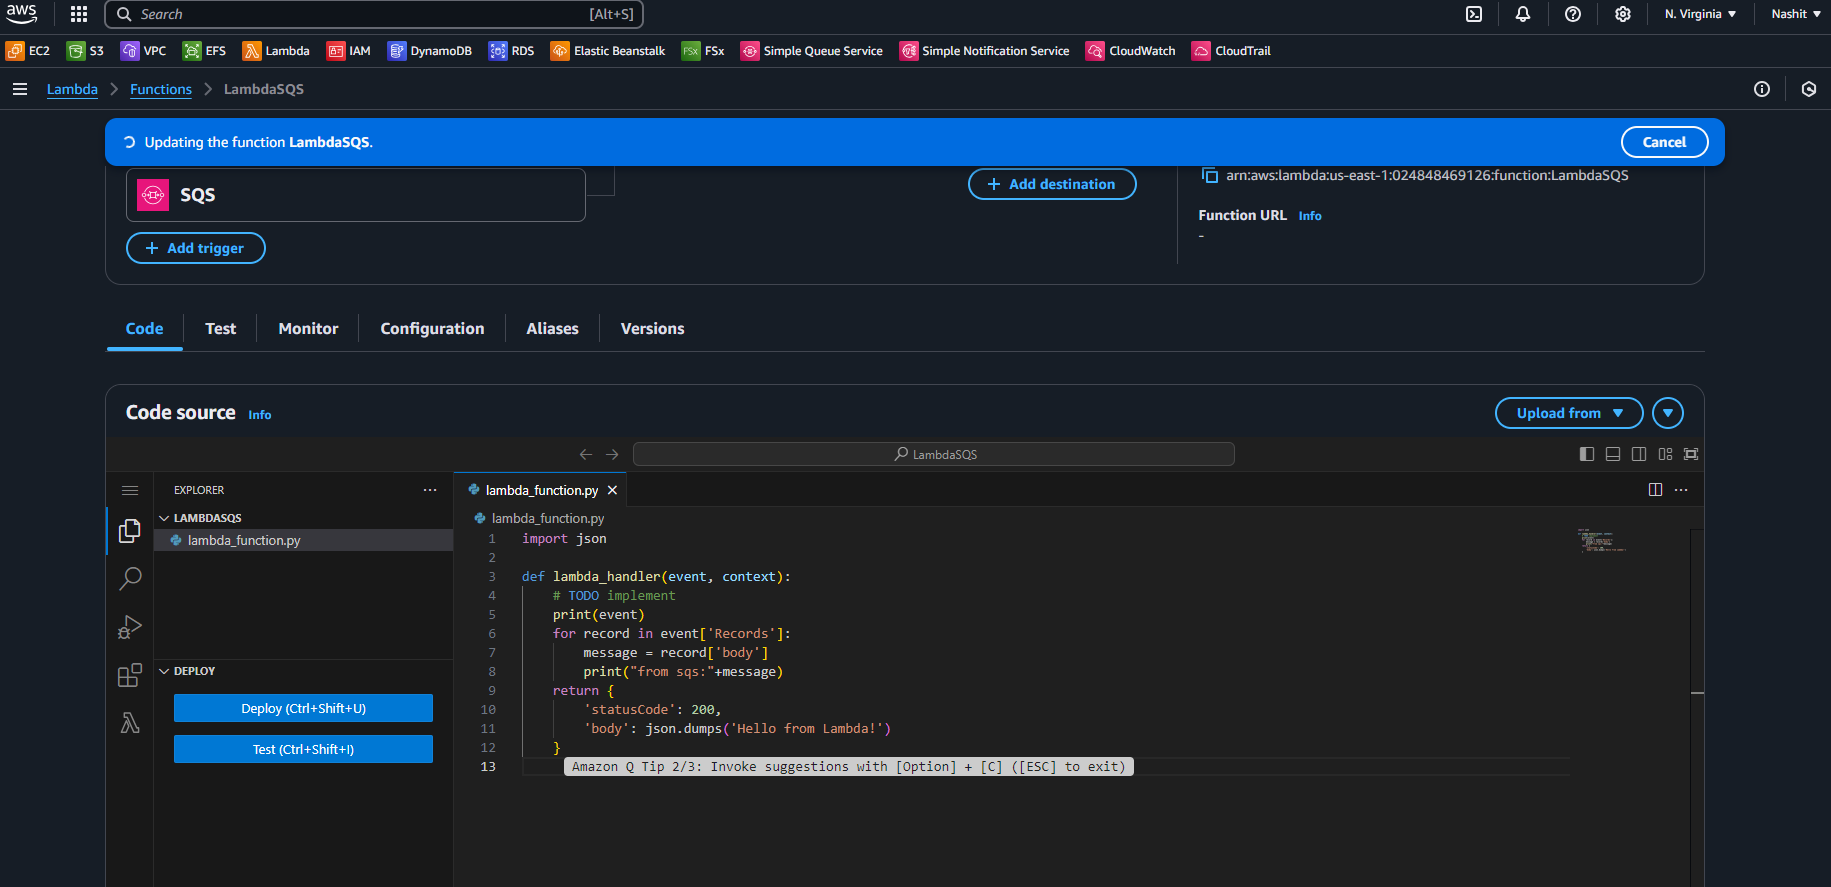 aws
Search
[Alt+S]
N. Virginia
Nashit
EC2
S3
VPC
EFS
Lambda
IAM
DynamoDB
RDS
Elastic Beanstalk
FSx
FSx
Simple Queue Service
Simple Notification Service
CloudWatch
CloudTrail
Lambda
Functions
LambdaSQS
Updating the function LambdaSQS.
Cancel
SQS
+ Add destination
arn:aws:lambda:us-east-1:024848469126:function:LambdaSQS
Function URL Info
-
+ Add trigger
Code
Test
Monitor
Configuration
Aliases
Versions
Code source Info
Upload from
LambdaSQS
EXPLORER
LAMBDASQS
lambda_function.py
DEPLOY
Deploy (Ctrl+Shift+U)
Test (Ctrl+Shift+I)
lambda_function.py
lambda_function.py
1 import json
2
3 def lambda_handler(event, context):
4 # TODO implement
5 print(event)
6 for record in event['Records']:
7 message = record['body']
8 print("from sqs:"+message)
9 return {
10 'statusCode': 200,
11 'body': json.dumps('Hello from Lambda!')
12 }
13 Amazon Q Tip 2/3: Invoke suggestions with [Option] + [C] ([ESC] to exit)